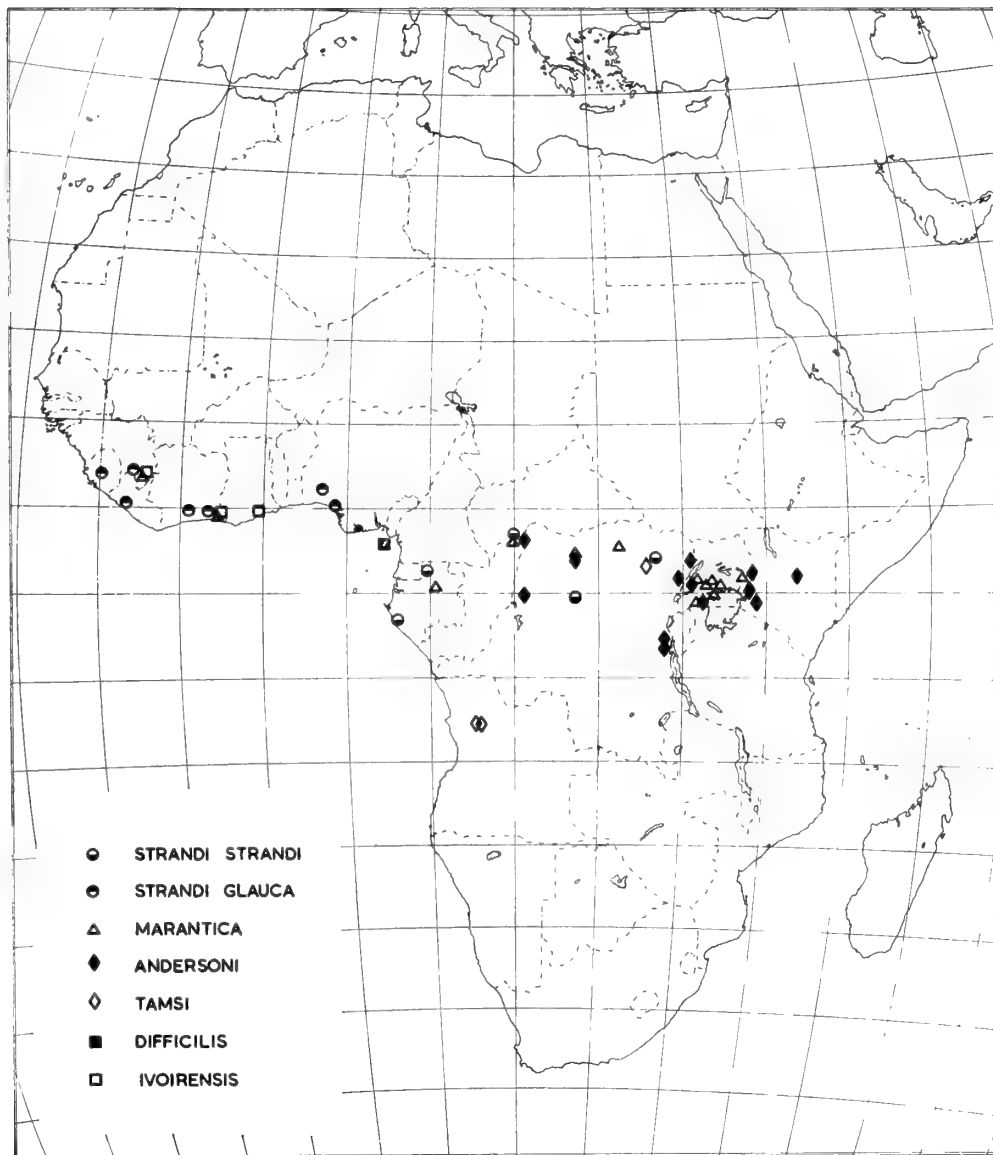 STRANDI STRANDI
STRANDI GLAUCA
MARANTICA
ANDERSONI
TAMSI
DIFFICILIS
IVOIRENSIS